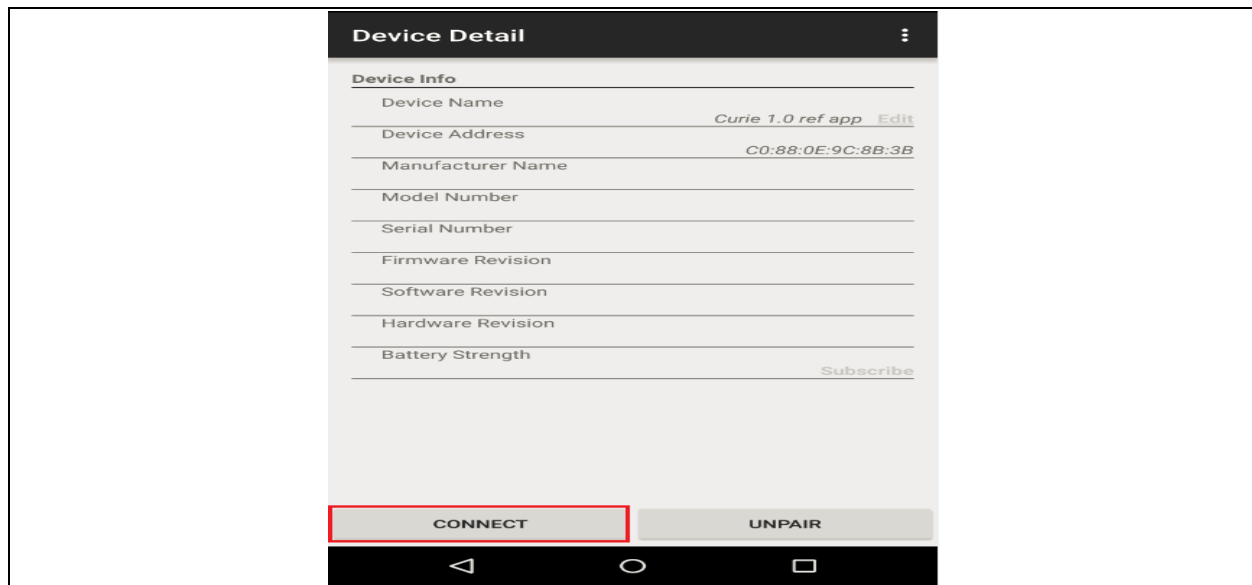 Device Detail
Device Info
Device Name
Curie 1.0 ref app Edit
Device Address
C0:88:0E:9C:8B:3B
Manufacturer Name
Model Number
Serial Number
Firmware Revision
Software Revision
Hardware Revision
Battery Strength
Subscribe
CONNECT UNPAIR